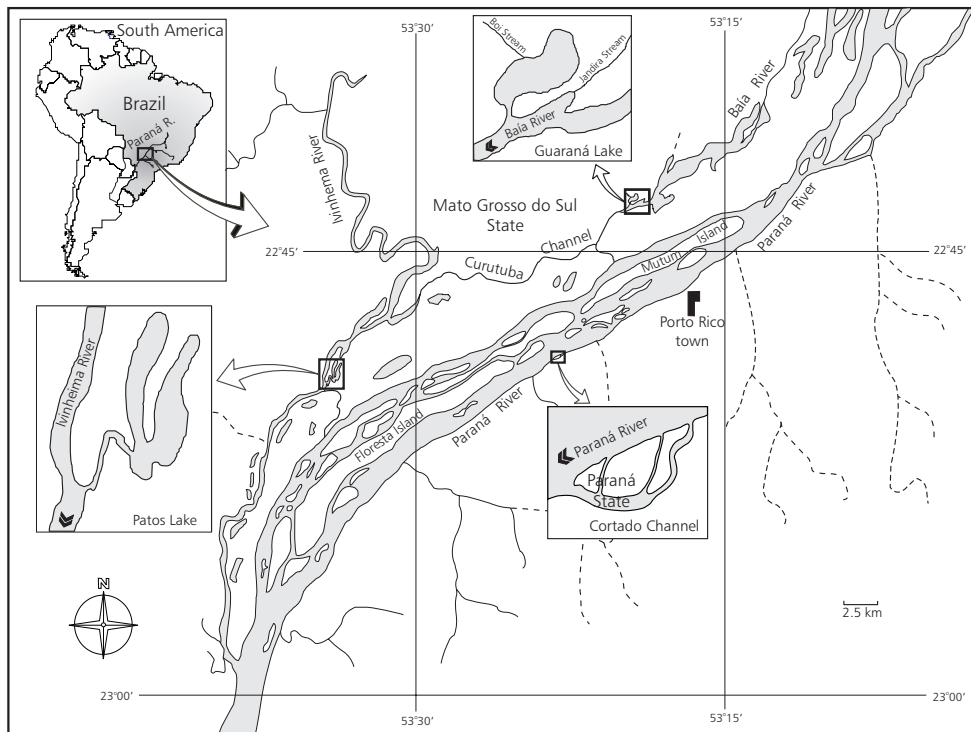 South America
Brazil
Paraná R.
53°30’
Boi Stream
Jandira Stream
Baía River
Guaraná Lake
53°15’
Baía River
Ivinhema River
Mato Grosso do Sul
State
Paraná River
22°45’
Curutuba
Channel
Mutum Island
22°45’
Porto Rico
town
Ivinheima River
Patos Lake
Floresta Island
Paraná River
Paraná River
Paraná
State
Cortado Channel
N
2.5 km
23°00’
23°00’
53°30’
53°15’